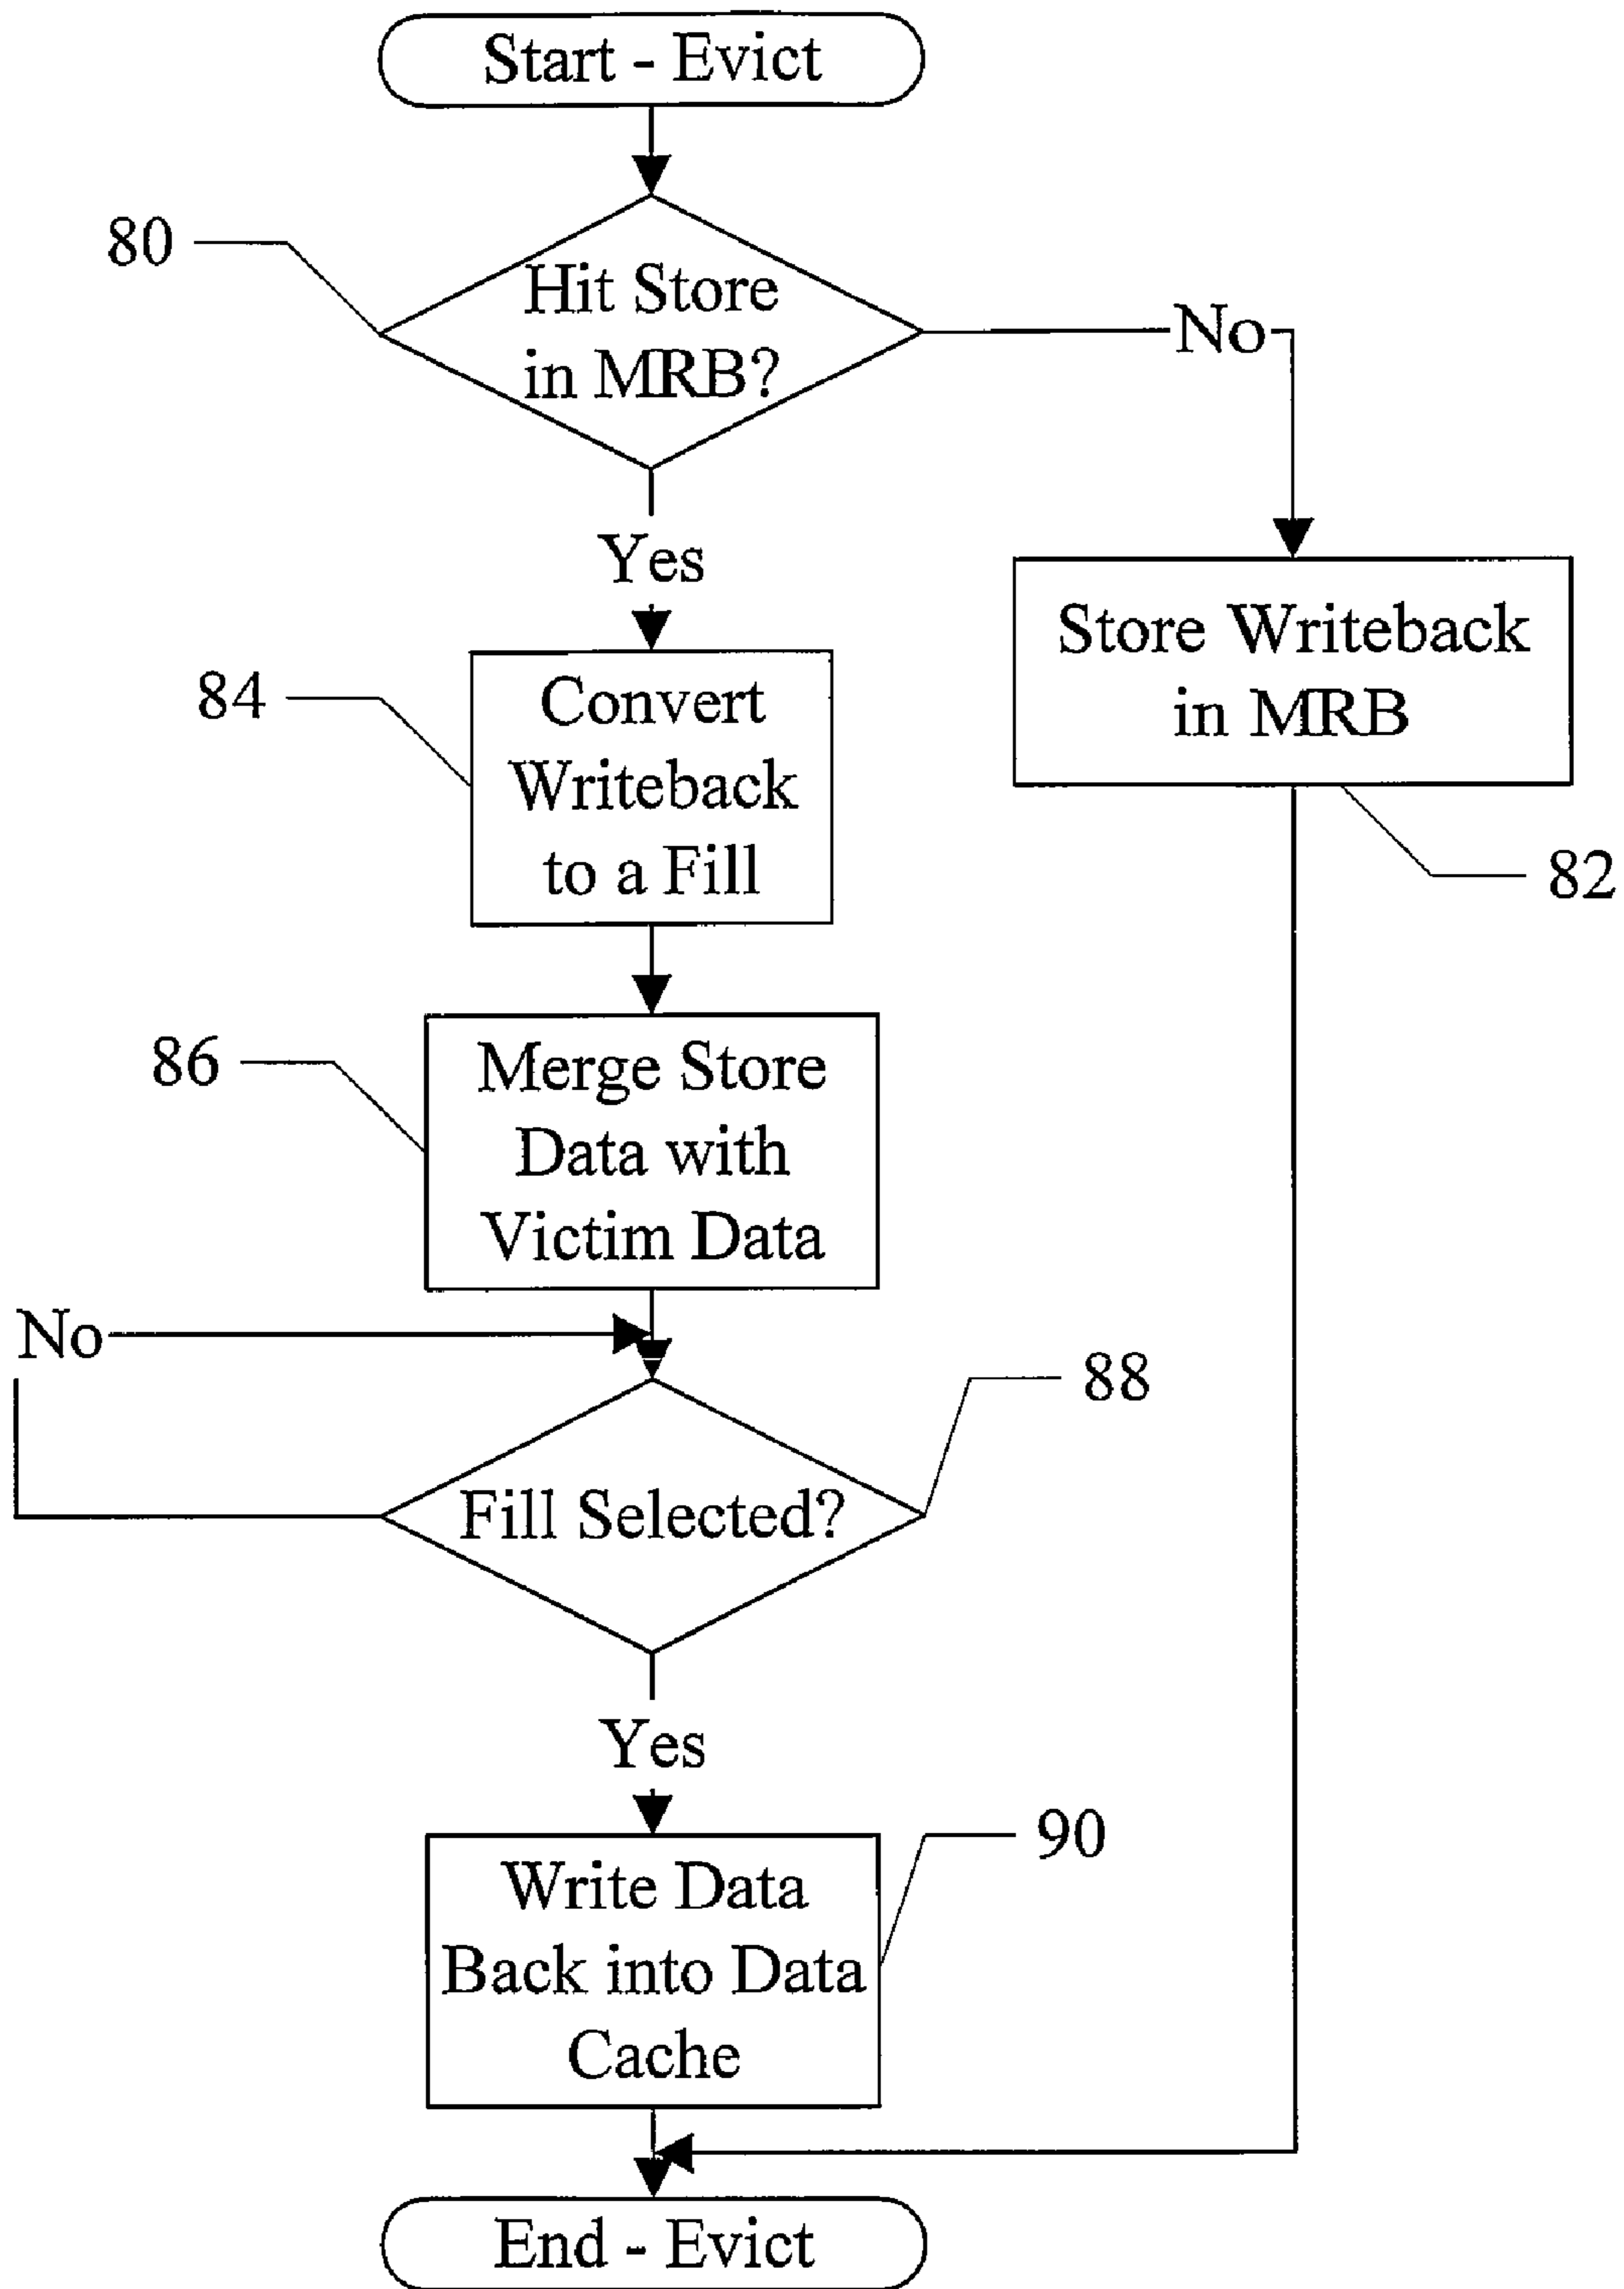 Start - Evict
80
Hit Store
in MRB?
No
Yes
Store Writeback
in MRB
84
Convert
Writeback
to a Fill
82
86
Merge Store
Data with
Victim Data
No
88
Fill Selected?
Yes
90
Write Data
Back into Data
Cache
End - Evict